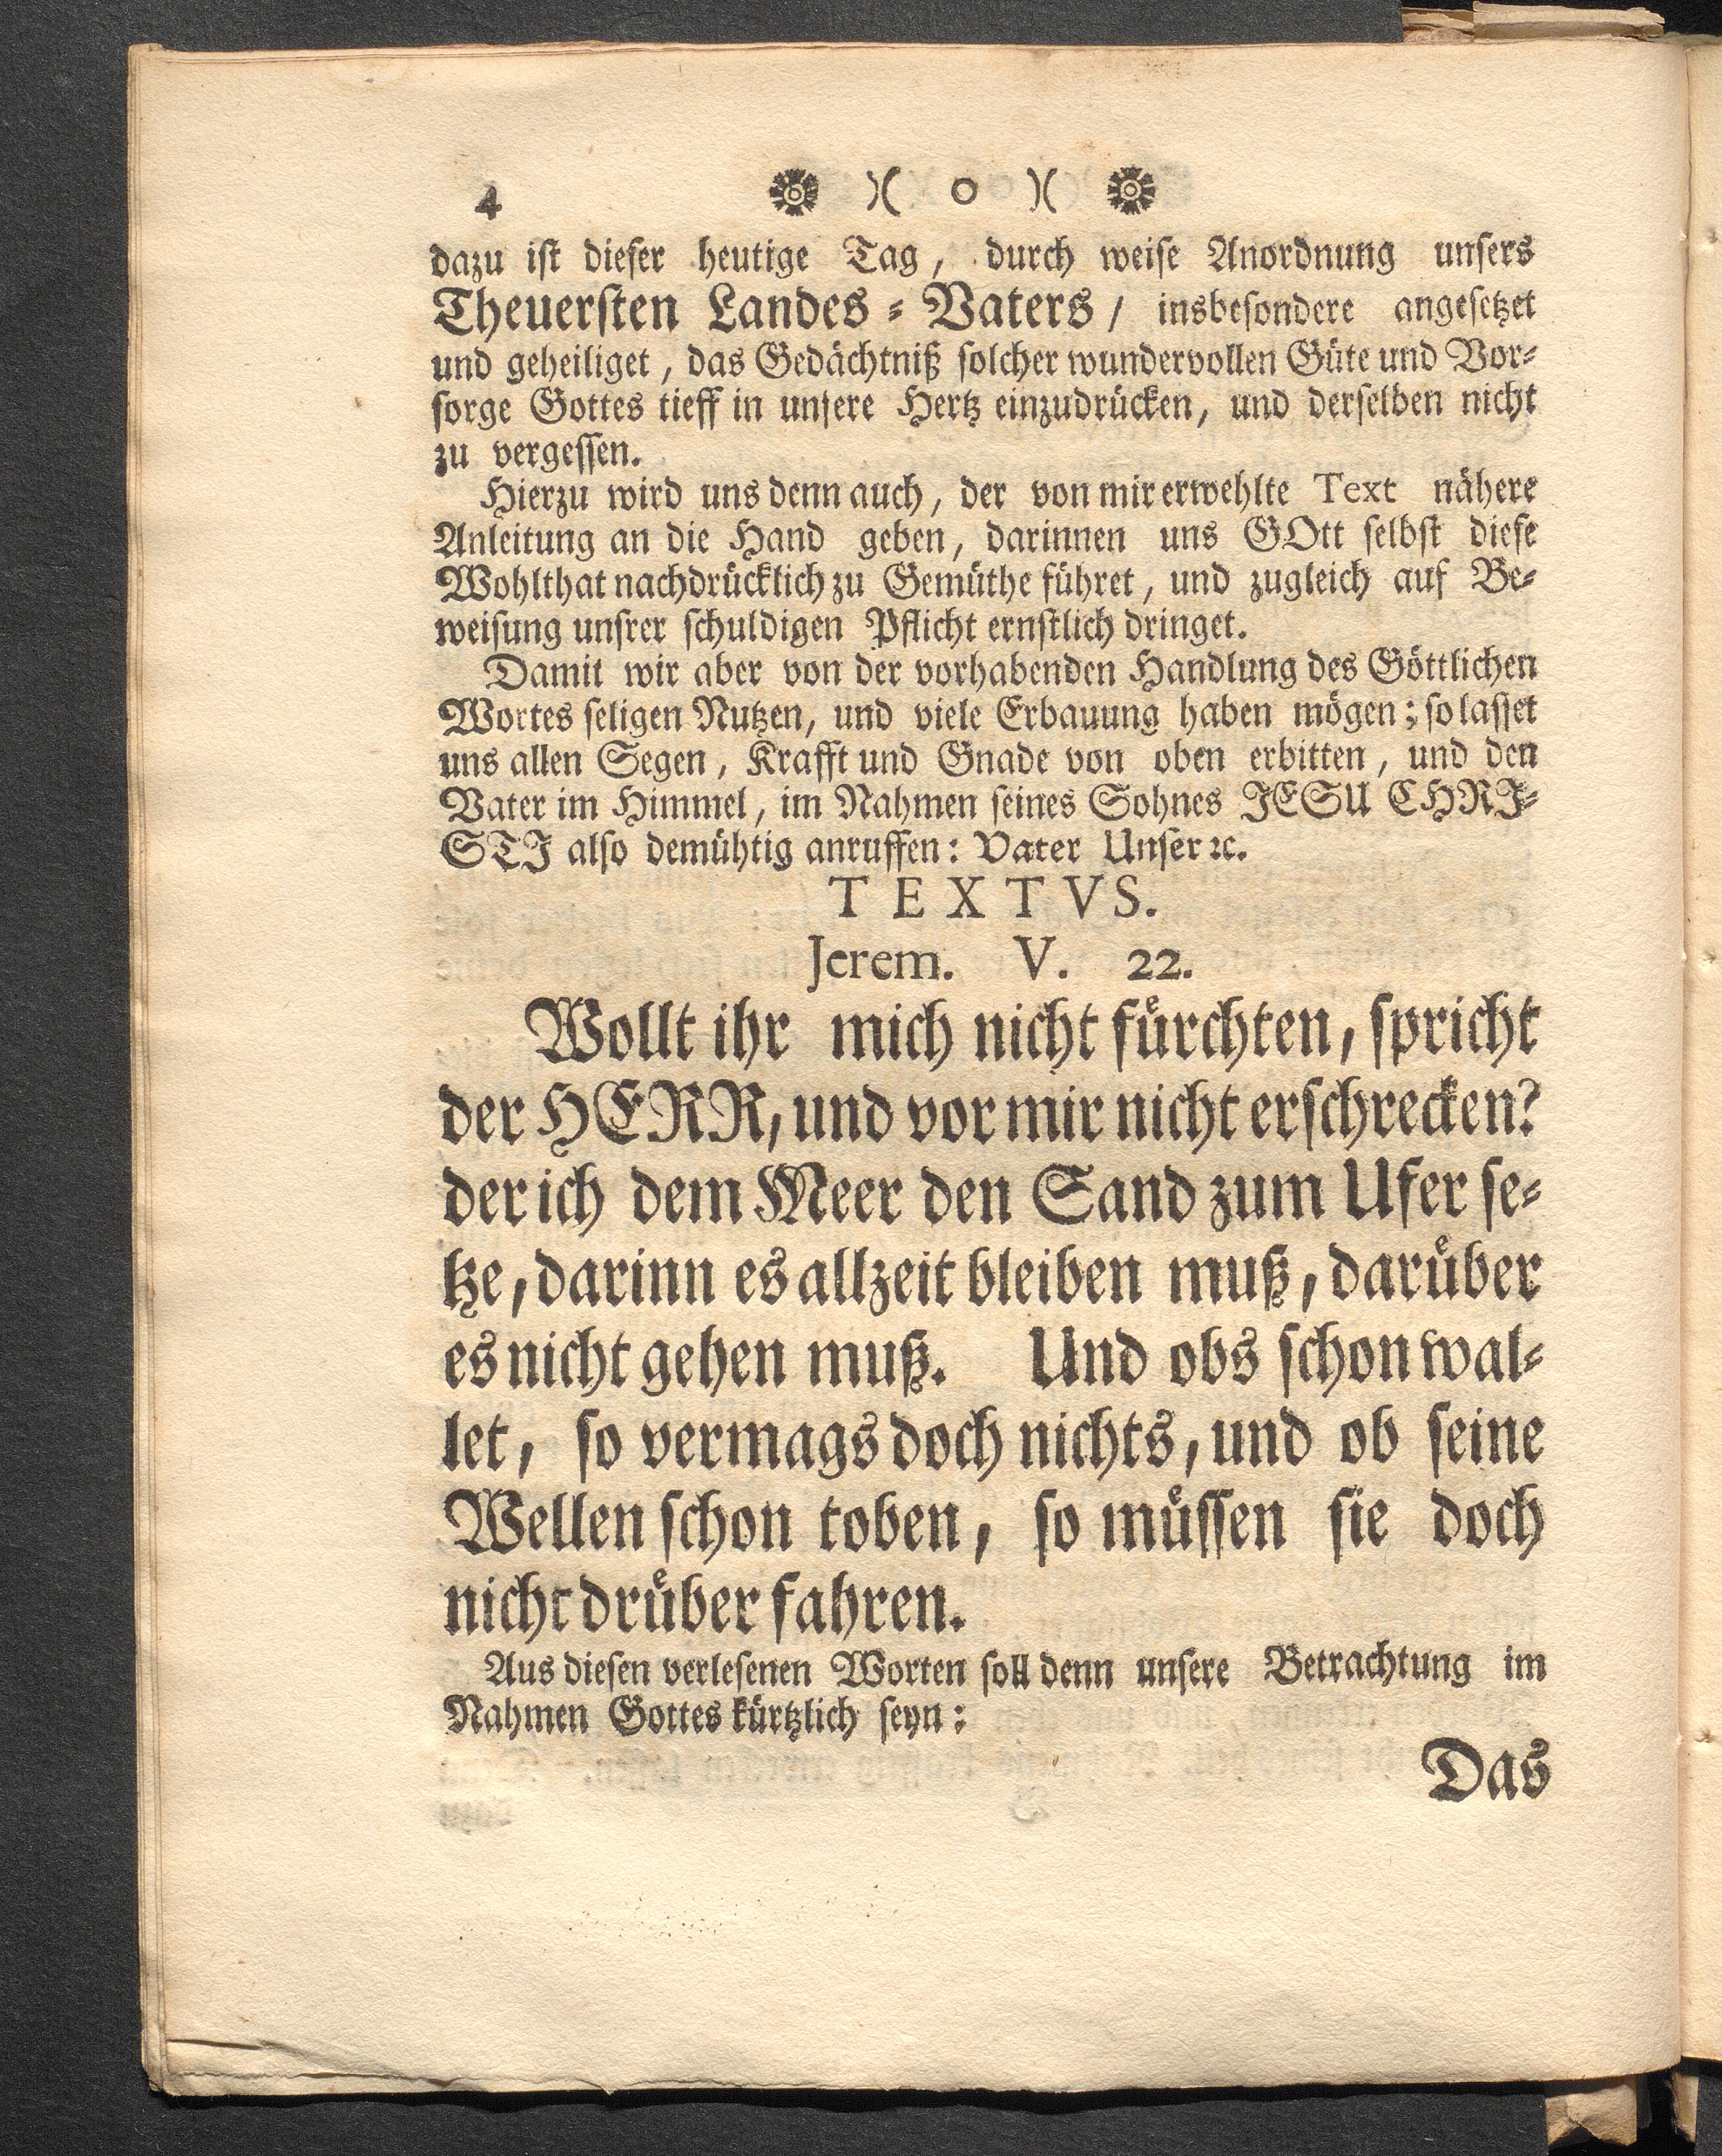 4 )( o )(
dazu ist dieser heutige Tag, durch weise Anordnung unsers
Theuersten Landes-Vaters/ insbesondere angesetzet
und geheiliget, das Gedächtniß solcher wundervollen Güte und Vor-
sorge Gottes tieff in unsere Hertz einzudrücken, und derselben nicht
zu vergessen.
Hierzu wird uns denn auch, der von mir erwehlte Text nähere
Anleitung an die Hand geben, darinnen uns GOtt selbst diese
Wohlthat nachdrücklich zu Gemüthe führet, und zugleich auf Be-
weisung unsrer schuldigen Pflicht ernstlich dringet.
Damit wir aber von der vorhabenden Handlung des Göttlichen
Wortes seligen Nutzen, und viele Erbauung haben mögen; so lasset
uns allen Segen, Krafft und Gnade von oben erbitten, und den
Vater im Himmel, im Nahmen seines Sohnes JESU CHRI-
STI also demühtig anruffen: Vater Unser ꝛc.
TEXTVS.
Jerem. V. 22.
Wollt ihr mich nicht fürchten, spricht
der HERR, und vor mir nicht erschrecken?
der ich dem Meer den Sand zum Ufer se-
tze, darinn es allzeit bleiben muß, darüber
es nicht gehen muß. Und obs schon wal-
let, so vermags doch nichts, und ob seine
Wellen schon toben, so müssen sie doch
nicht drüber fahren.
Aus diesen verlesenen Worten soll denn unsere Betrachtung im
Nahmen Gottes kürtzlich seyn:
Das